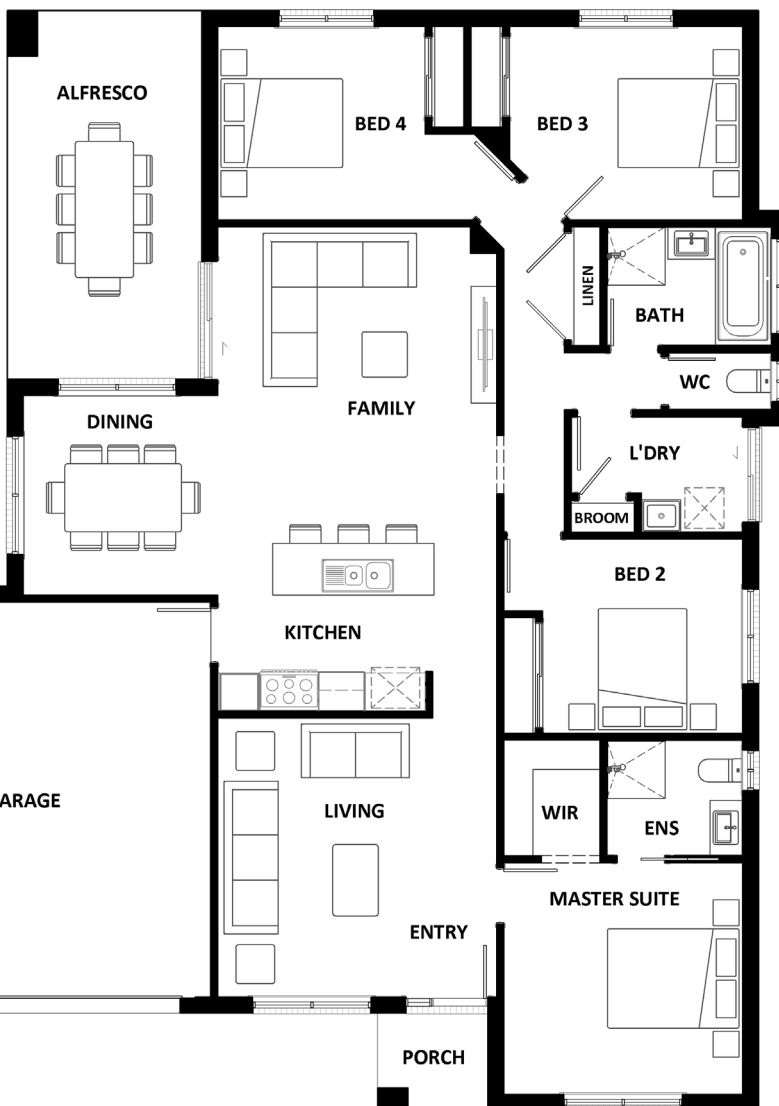 ALFRESCO
BED 4
BED 3
LINEN
BATH
WC
FAMILY
DINING
L'DRY
BROOM
BED 2
KITCHEN
ARAGE
LIVING
WIR
ENS
MASTER SUITE
ENTRY
PORCH